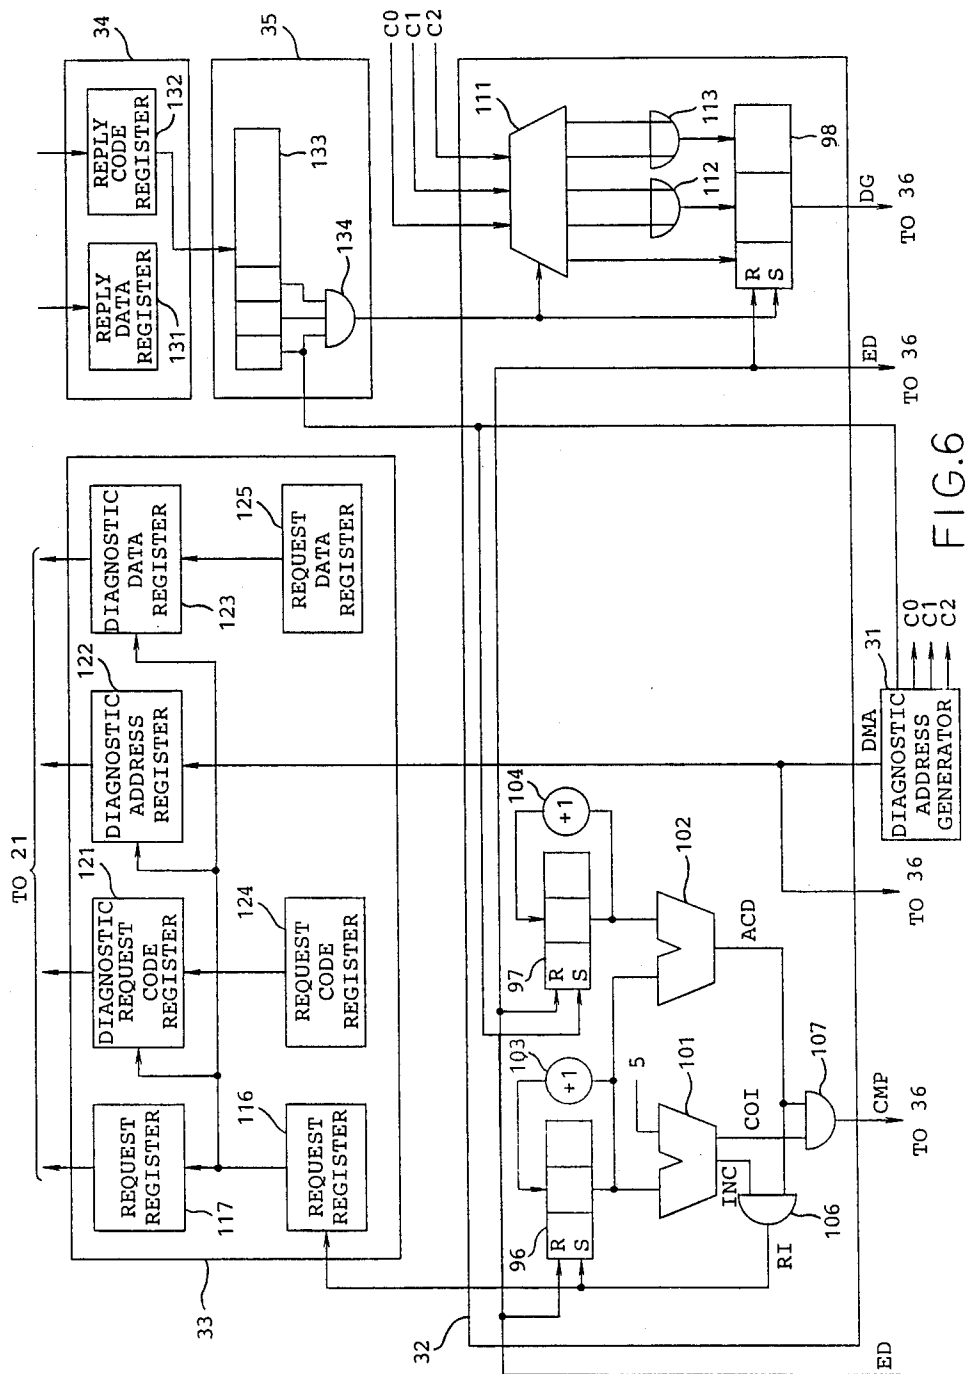 TO 21
33
REQUEST
REGISTER
117
REQUEST
REGISTER
116
DIAGNOSTIC
REQUEST
CODE
REGISTER
121
REQUEST
CODE
REGISTER
124
DIAGNOSTIC
ADDRESS
REGISTER
122
DIAGNOSTIC
DATA
REGISTER
123
REQUEST
DATA
REGISTER
125
34
REPLY
DATA
REGISTER
131
REPLY
CODE
REGISTER
132
35
133
134
C0
C1
C2
32
96
R
S
103
+1
97
R
S
104
+1
5
101
102
INC
COI
ACD
RI
106
107
CMP
TO 36
ED
111
112
113
R
S
98
DG
TO 36
ED
TO 36
TO 36
DMA
31
DIAGNOSTIC
ADDRESS
GENERATOR
C0
C1
C2
FIG.6